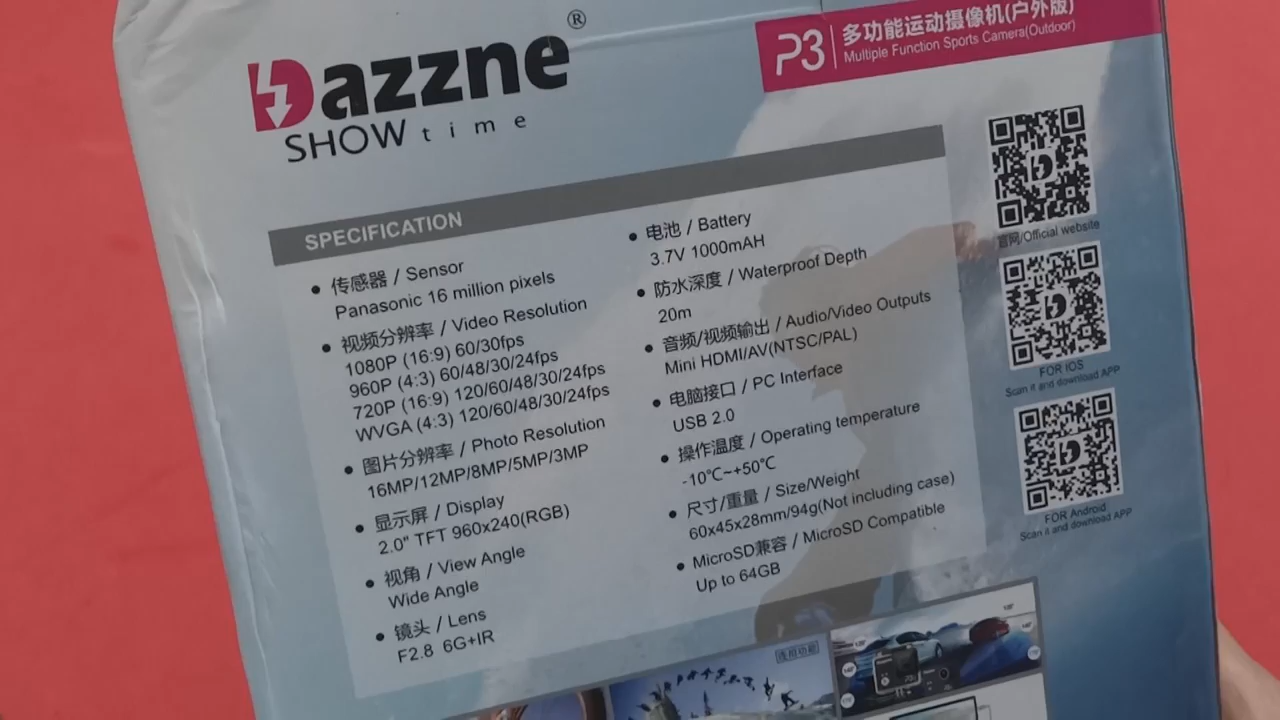 Dazzne®
SHOWtime
P3
多功能运动摄像机(户外版)
Multiple Function Sports Camera(Outdoor)
SPECIFICATION
• 传感器 / Sensor
Panasonic 16 million pixels
• 视频分辨率 / Video Resolution
1080P (16:9) 60/30fps
960P (4:3) 60/48/30/24fps
720P (16:9) 120/60/48/30/24fps
WVGA (4:3) 120/60/48/30/24fps
• 图片分辨率 / Photo Resolution
16MP/12MP/8MP/5MP/3MP
• 显示屏 / Display
2.0" TFT 960x240(RGB)
• 视角 / View Angle
Wide Angle
• 镜头 / Lens
F2.8 6G+IR
• 电池 / Battery
3.7V 1000mAH
• 防水深度 / Waterproof Depth
20m
• 音频/视频输出 / Audio/Video Outputs
Mini HDMI/AV(NTSC/PAL)
• 电脑接口 / PC Interface
USB 2.0
• 操作温度 / Operating temperature
-10℃~+50℃
• 尺寸/重量 / Size/Weight
60x45x28mm/94g(Not including case)
• MicroSD兼容 / MicroSD Compatible
Up to 64GB
官网/Official website
FOR IOS
Scan it and download APP
FOR Android
Scan it and download APP
连拍功能